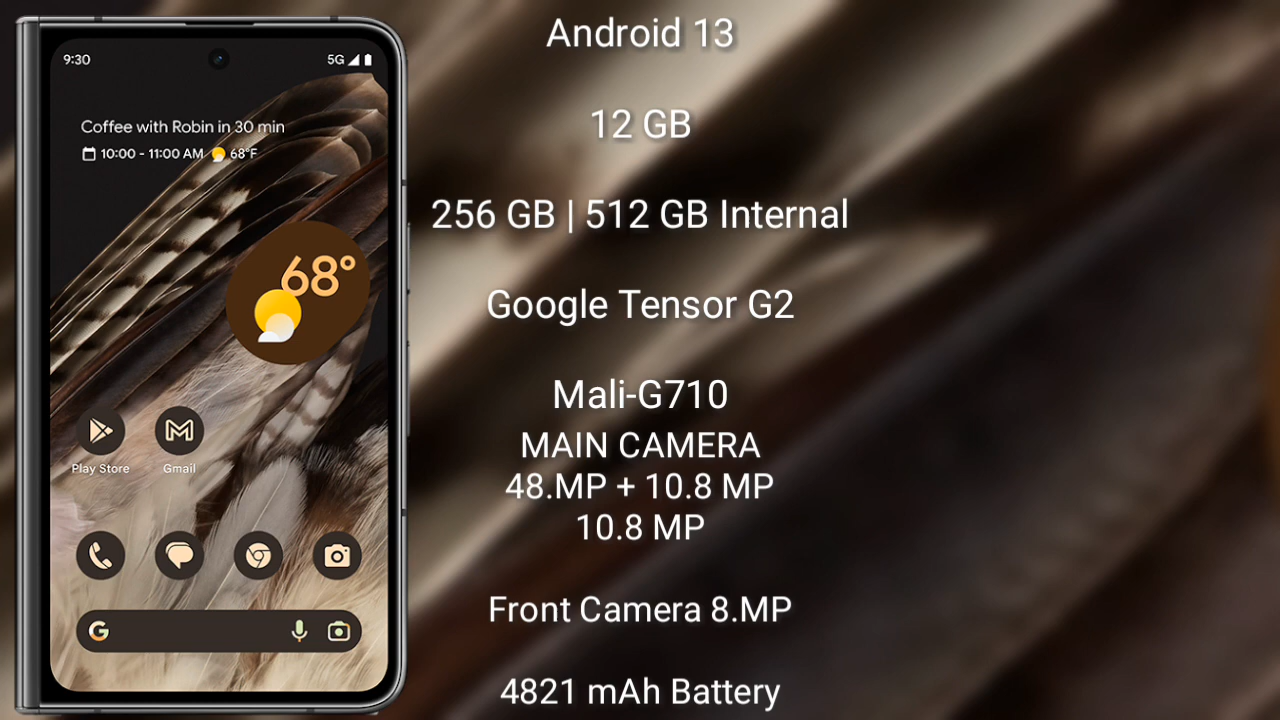 9:30
5G
Coffee with Robin in 30 min
10:00 - 11:00 AM 68°F
68°
Play Store
Gmail
Android 13
12 GB
256 GB | 512 GB Internal
Google Tensor G2
Mali-G710
MAIN CAMERA
48.MP + 10.8 MP
10.8 MP
Front Camera 8.MP
4821 mAh Battery